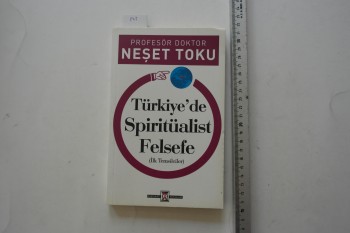 PROFESÖR DOKTOR
NEŞET TOKU
Türkiye'de
Spiritüalist
Felsefe
(İlk Temsilciler)